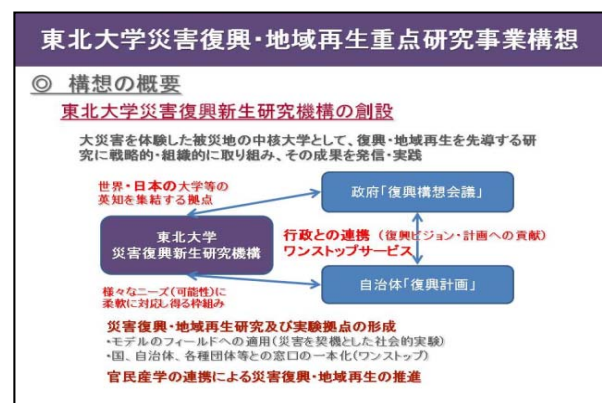 東北大学災害復興・地域再生重点研究事業構想
◎ 構想の概要
東北大学災害復興新生研究機構の創設
大災害を体験した被災地の中核大学として、復興・地域再生を先導する研
究に戦略的・組織的に取り組み、その成果を発信・実践
世界・日本の大学等の
英知を集結する拠点
政府「復興構想会議」
東北大学
災害復興新生研究機構
行政との連携（復興ビジョン・計画への貢献）
ワンストップサービス
自治体「復興計画」
様々なニーズ（可能性）に
柔軟に対応し得る枠組み
災害復興・地域再生研究及び実験拠点の形成
・モデルのフィールドへの適用（災害を契機とした社会的実験）
・国、自治体、各種団体等との窓口の一本化（ワンストップ）
官民産学の連携による災害復興・地域再生の推進